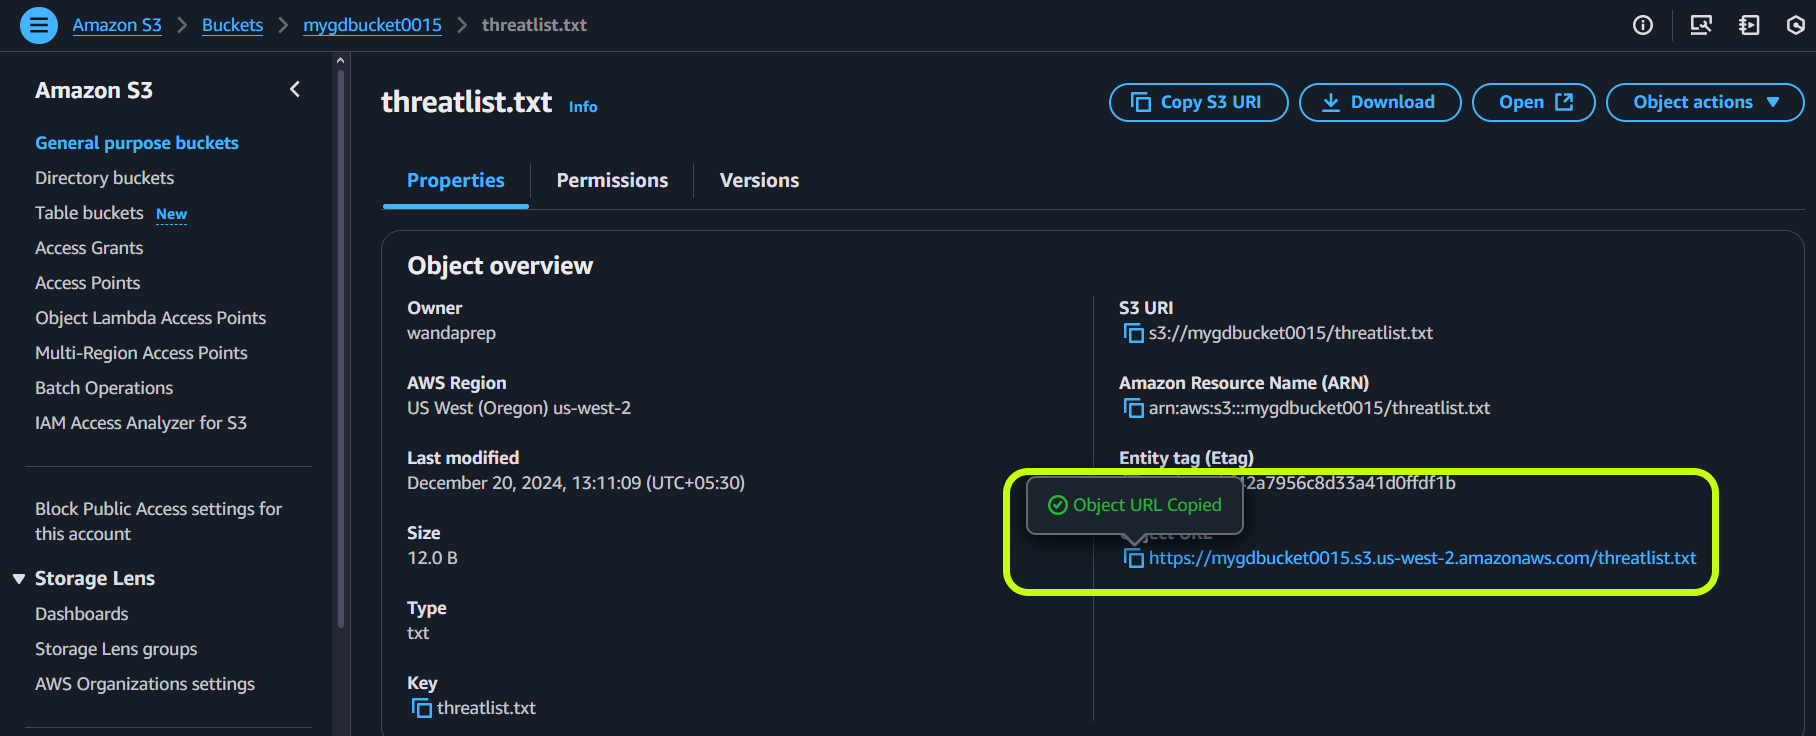 Amazon S3 > Buckets > mygdbucket0015 > threatlist.txt
Amazon S3
General purpose buckets
Directory buckets
Table buckets New
Access Grants
Access Points
Object Lambda Access Points
Multi-Region Access Points
Batch Operations
IAM Access Analyzer for S3
Block Public Access settings for
this account
Storage Lens
Dashboards
Storage Lens groups
AWS Organizations settings
threatlist.txt Info
Copy S3 URI
Download
Open
Object actions
Properties
Permissions
Versions
Object overview
Owner
wandaprep
AWS Region
US West (Oregon) us-west-2
Last modified
December 20, 2024, 13:11:09 (UTC+05:30)
Size
12.0 B
Type
txt
Key
threatlist.txt
S3 URI
s3://mygdbucket0015/threatlist.txt
Amazon Resource Name (ARN)
arn:aws:s3:::mygdbucket0015/threatlist.txt
Entity tag (Etag)
42a7956c8d33a41d0ffdf1b
Object URL Copied
https://mygdbucket0015.s3.us-west-2.amazonaws.com/threatlist.txt